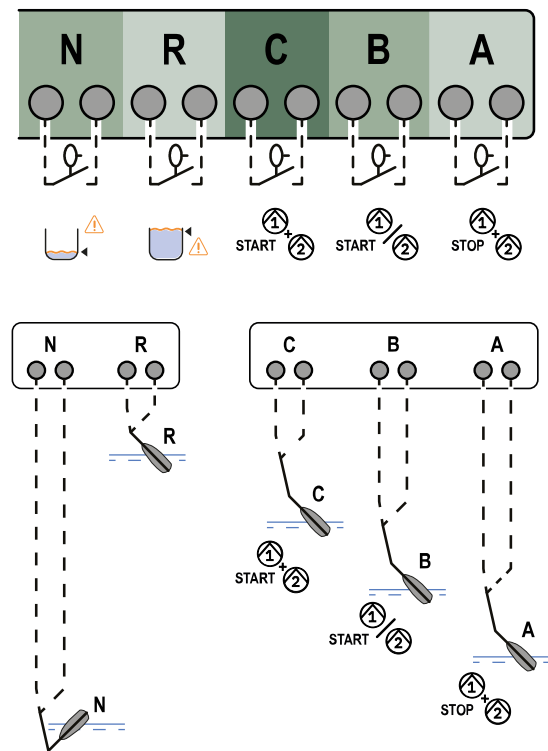 N R C B A
1 + 2
START
1 / 2
START
1 + 2
STOP
N R
C B A
R
C
1 + 2
START
B
1 / 2
START
A
1 + 2
STOP
N